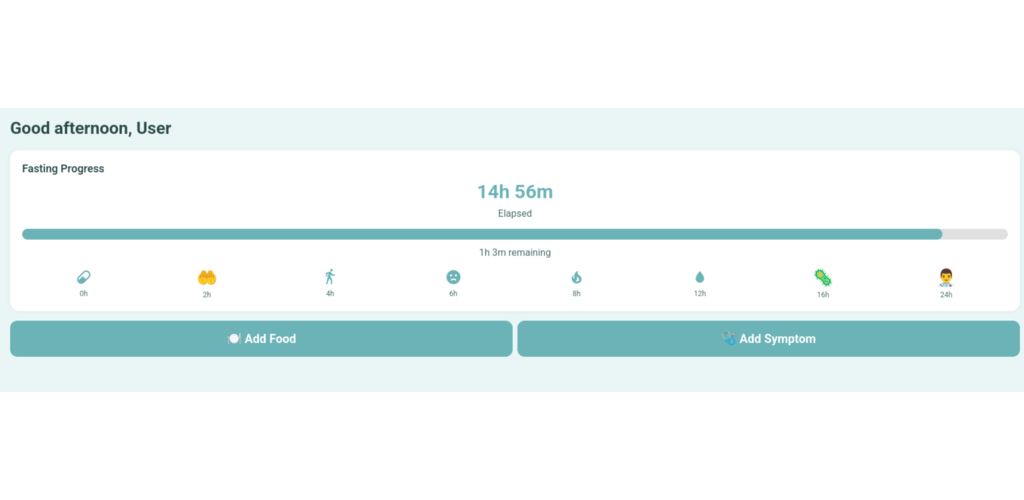 Good afternoon, User
Fasting Progress
14h 56m
Elapsed
1h 3m remaining
0h 2h 4h 6h 8h 12h 16h 24h
Add Food Add Symptom